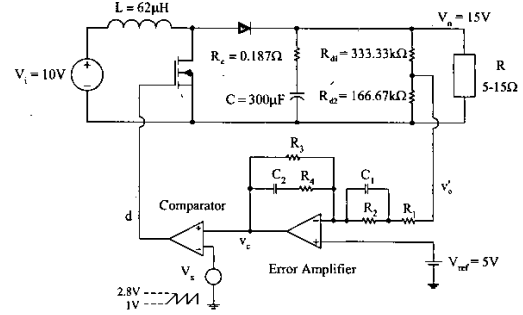 L = 62μH
V_o = 15V
V_i = 10V
R_c = 0.187Ω
C = 300μF
R_d1 = 333.33kΩ
R_d2 = 166.67kΩ
R
5-15Ω
R_3
C_2
R_4
C_1
R_2
R_1
v'_o
Comparator
d
v_c
V_s
Error Amplifier
V_ref = 5V
2.8V
1V